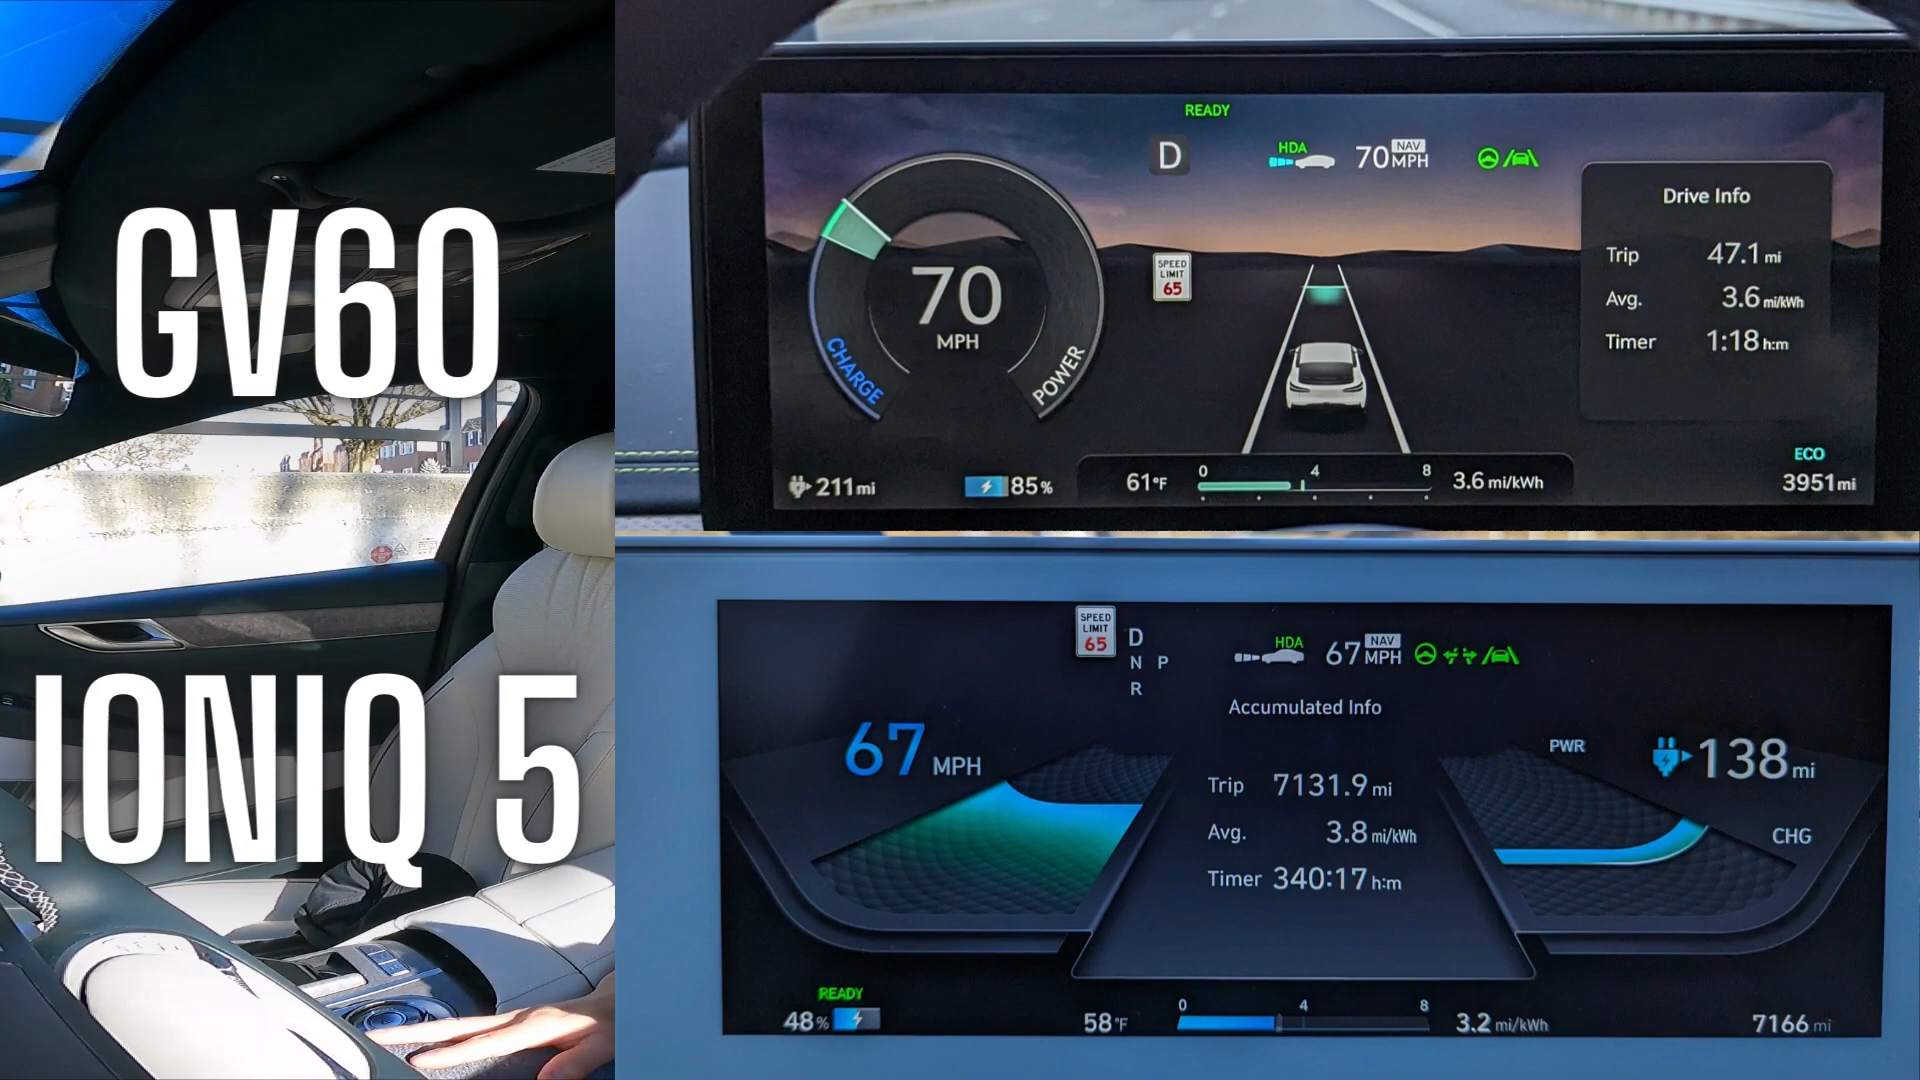 GV60
IONIQ 5
READY
D
HDA
70 MPH
NAV
SPEED
LIMIT
65
70
MPH
CHARGE
POWER
Drive Info
Trip 47.1 mi
Avg. 3.6 mi/kWh
Timer 1:18 h:m
ECO
211 mi
85%
61°F
0 4 8
3.6 mi/kWh
3951 mi
SPEED
LIMIT
65
D
N P
R
HDA
67 MPH
NAV
Accumulated Info
67 MPH
Trip 7131.9 mi
Avg. 3.8 mi/kWh
Timer 340:17 h:m
PWR
138 mi
CHG
READY
48%
58°F
0 4 8
3.2 mi/kWh
7166 mi